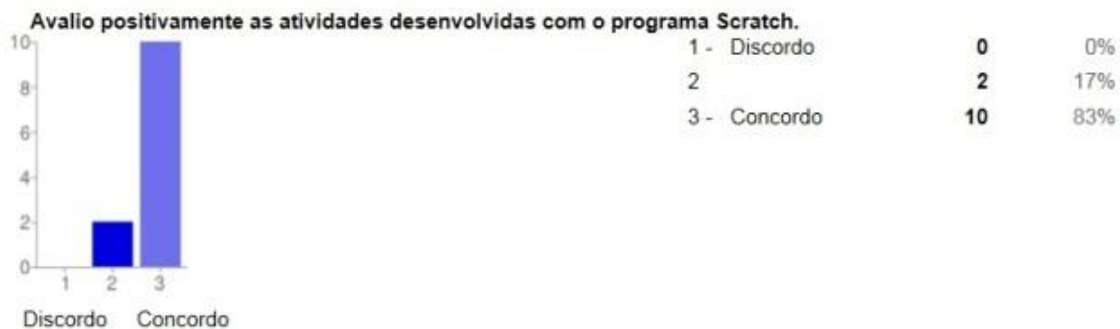 Avalio positivamente as atividades desenvolvidas com o programa Scratch.
1 - Discordo 0 0%
2 2 17%
3 - Concordo 10 83%
10
8
6
4
2
0
1 2 3
Discordo Concordo